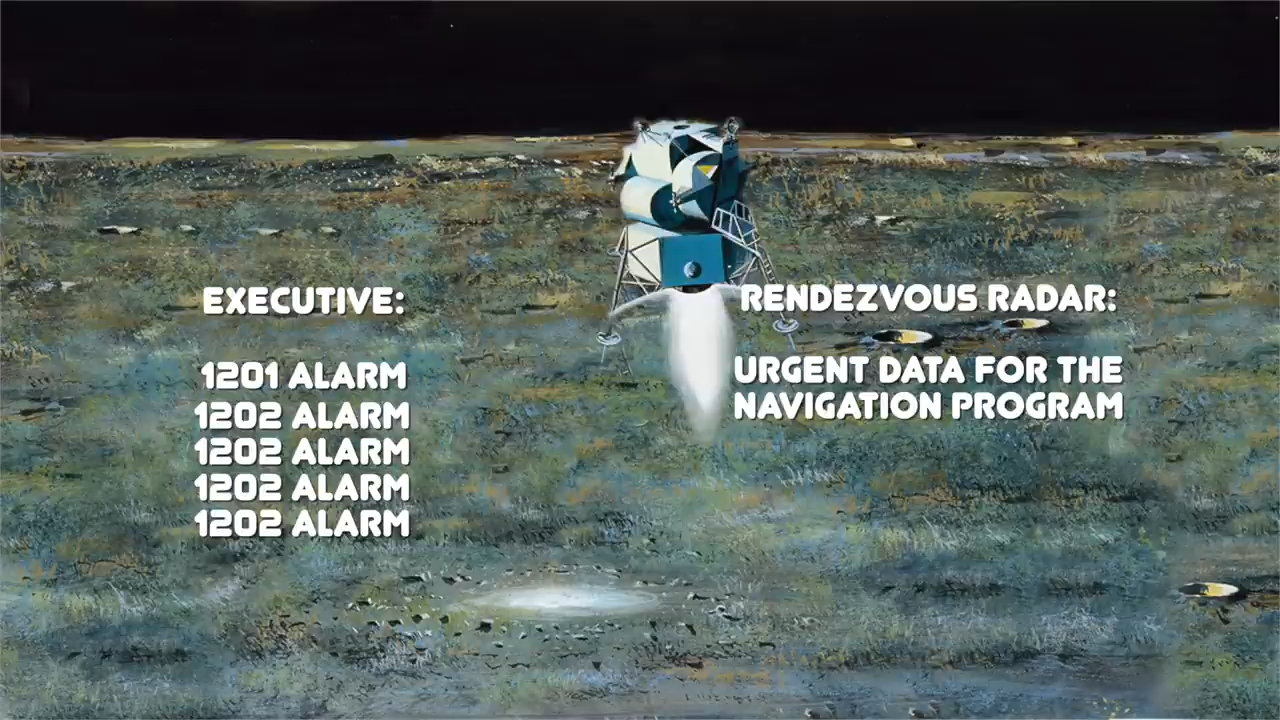 EXECUTIVE:
1201 ALARM
1202 ALARM
1202 ALARM
1202 ALARM
1202 ALARM
RENDEZVOUS RADAR:
URGENT DATA FOR THE
NAVIGATION PROGRAM